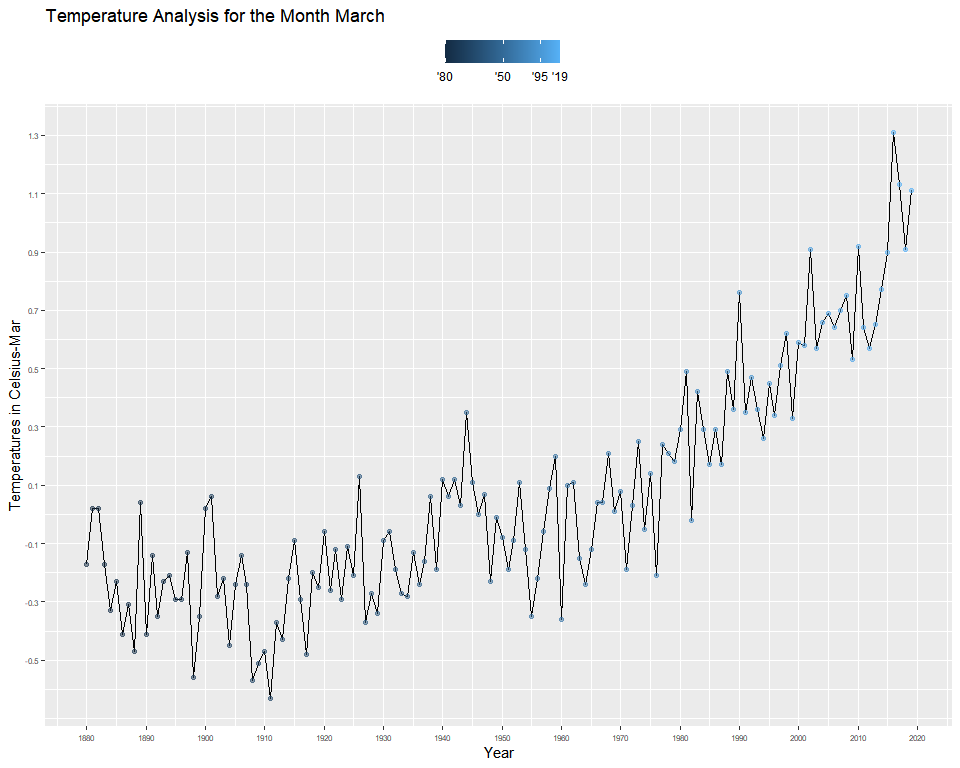 Temperature Analysis for the Month March
'80 '50 '95 '19
Temperatures in Celsius-Mar
1.3
1.1
0.9
0.7
0.5
0.3
0.1
-0.1
-0.3
-0.5
1880 1890 1900 1910 1920 1930 1940 1950 1960 1970 1980 1990 2000 2010 2020
Year